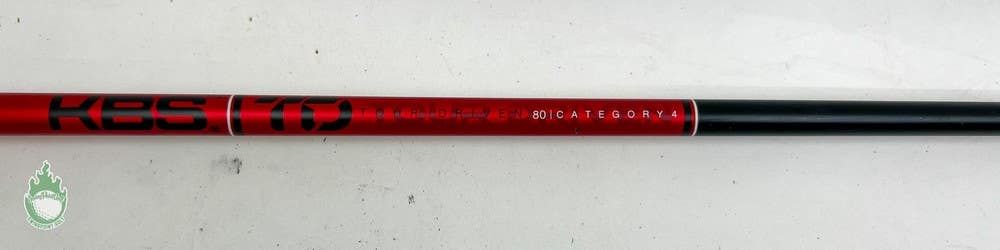 KBS TD TOUR DRIVEN 80 | CATEGORY 4